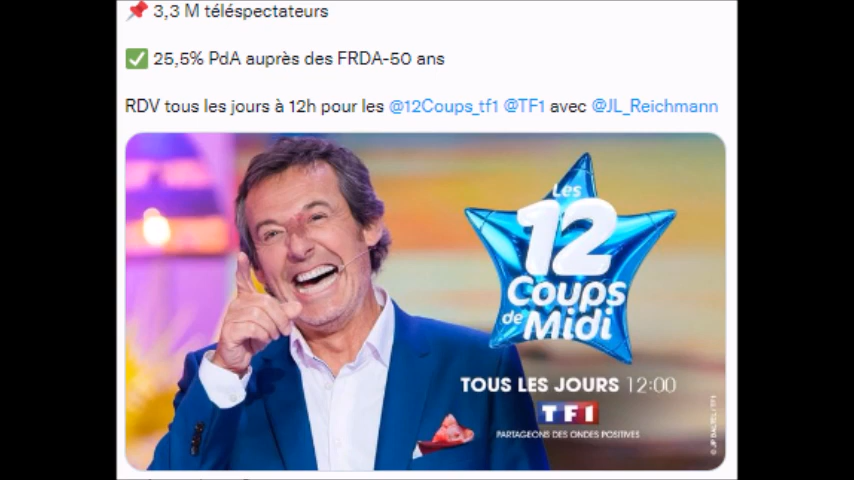 📌 3,3 M téléspectateurs
✅ 25,5% PdA auprès des FRDA-50 ans
RDV tous les jours à 12h pour les @12Coups_tf1 @TF1 avec @JL_Reichmann
Les
12
Coups
de Midi
TOUS LES JOURS 12:00
TF1
PARTAGEONS DES ONDES POSITIVES